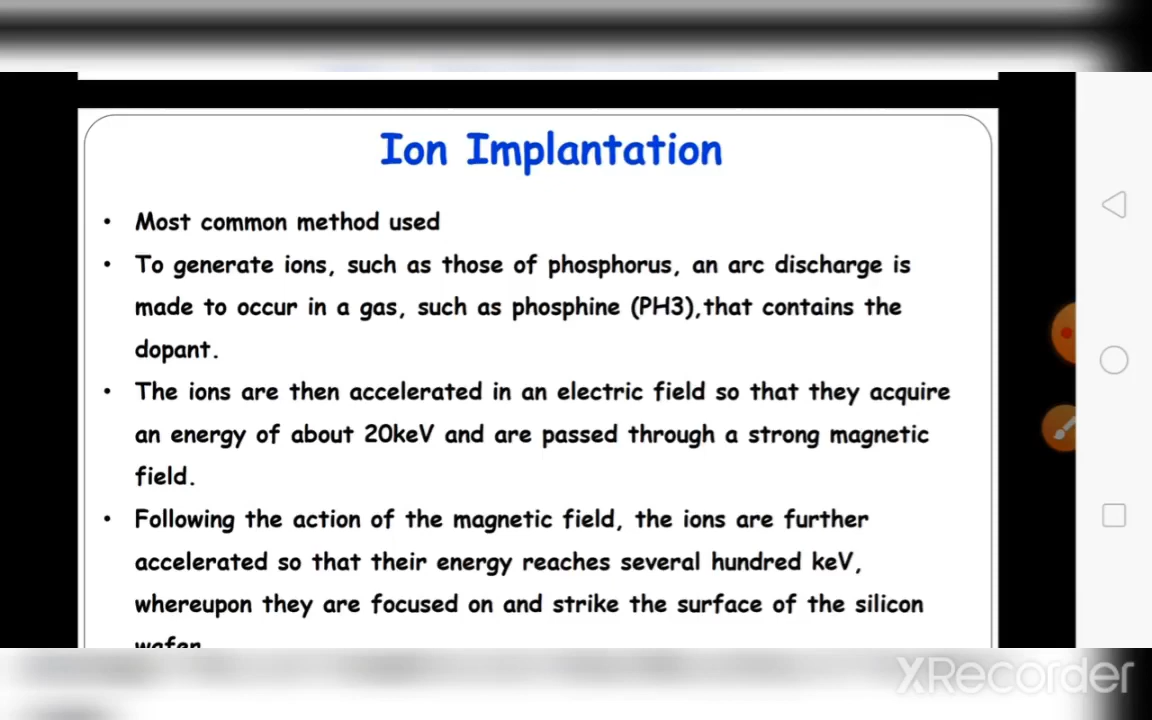 Ion Implantation
• Most common method used
• To generate ions, such as those of phosphorus, an arc discharge is
made to occur in a gas, such as phosphine (PH3),that contains the
dopant.
• The ions are then accelerated in an electric field so that they acquire
an energy of about 20keV and are passed through a strong magnetic
field.
• Following the action of the magnetic field, the ions are further
accelerated so that their energy reaches several hundred keV,
whereupon they are focused on and strike the surface of the silicon
wafer
XRecorder